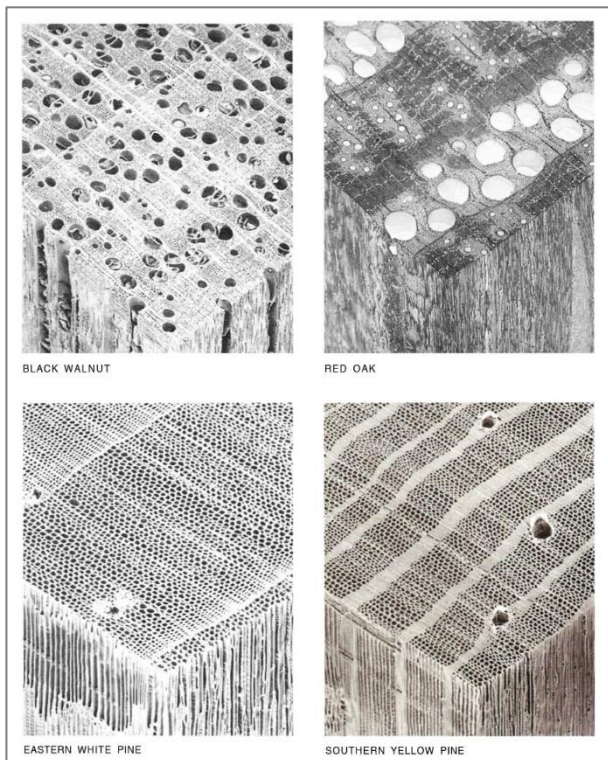 BLACK WALNUT
RED OAK
EASTERN WHITE PINE
SOUTHERN YELLOW PINE